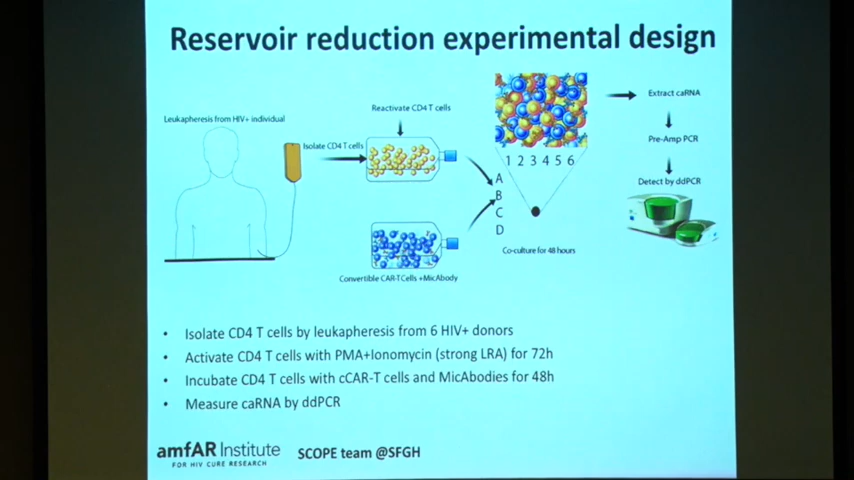 Reservoir reduction experimental design
Leukapheresis from HIV+ individual
Isolate CD4 T cells
Reactivate CD4 T cells
Convertible CAR-T Cells +MicAbody
1 2 3 4 5 6
A
B
C
D
Co-culture for 48 hours
Extract caRNA
Pre-Amp PCR
Detect by ddPCR
• Isolate CD4 T cells by leukapheresis from 6 HIV+ donors
• Activate CD4 T cells with PMA+Ionomycin (strong LRA) for 72h
• Incubate CD4 T cells with cCAR-T cells and MicAbodies for 48h
• Measure caRNA by ddPCR
amfAR Institute
FOR HIV CURE RESEARCH
SCOPE team @SFGH